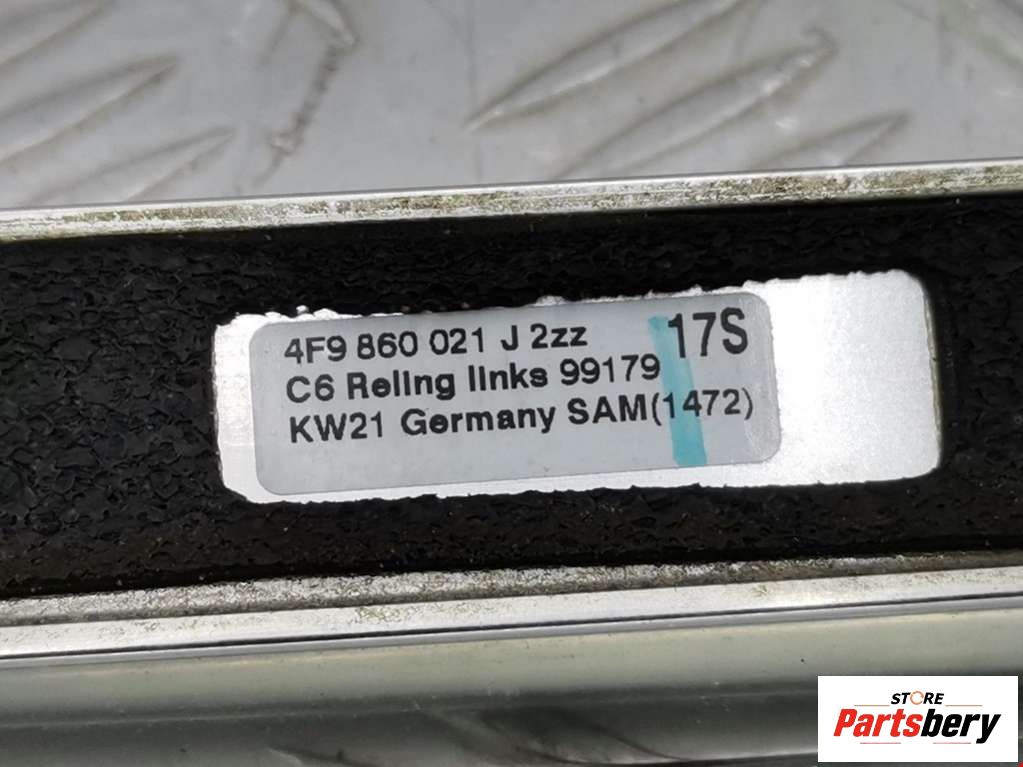 4F9 860 021 J 2zz 17S
C6 Reling links 99179
KW21 Germany SAM(1472)
STORE
Partsbery